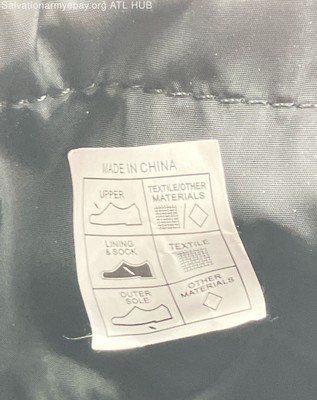 Salvationarmyebay.org ATL HUB
MADE IN CHINA
UPPER
TEXTILE/OTHER
MATERIALS
LINING
& SOCK
TEXTILE
OUTER
SOLE
OTHER
MATERIALS